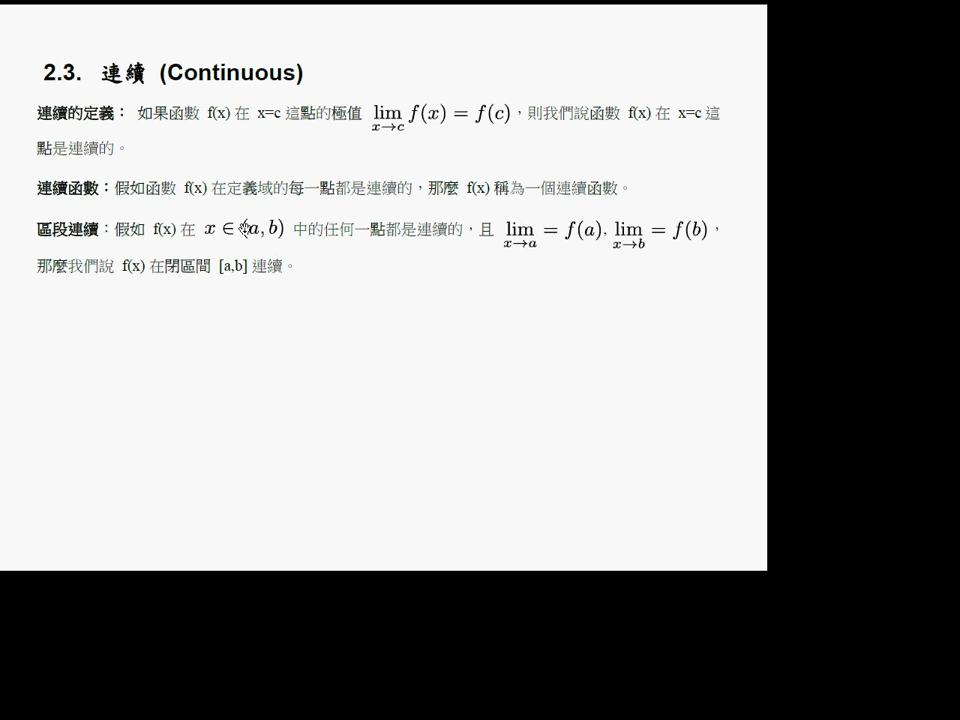 2.3. 連續 (Continuous)
連續的定義： 如果函數 f(x) 在 x=c 這點的極值 lim x→c f(x) = f(c)，則我們說函數 f(x) 在 x=c 這
點是連續的。
連續函數：假如函數 f(x) 在定義域的每一點都是連續的，那麼 f(x) 稱為一個連續函數。
區段連續：假如 f(x) 在 x ∈ (a, b) 中的任何一點都是連續的，且 lim x→a = f(a), lim x→b = f(b)，
那麼我們說 f(x) 在閉區間 [a,b] 連續。